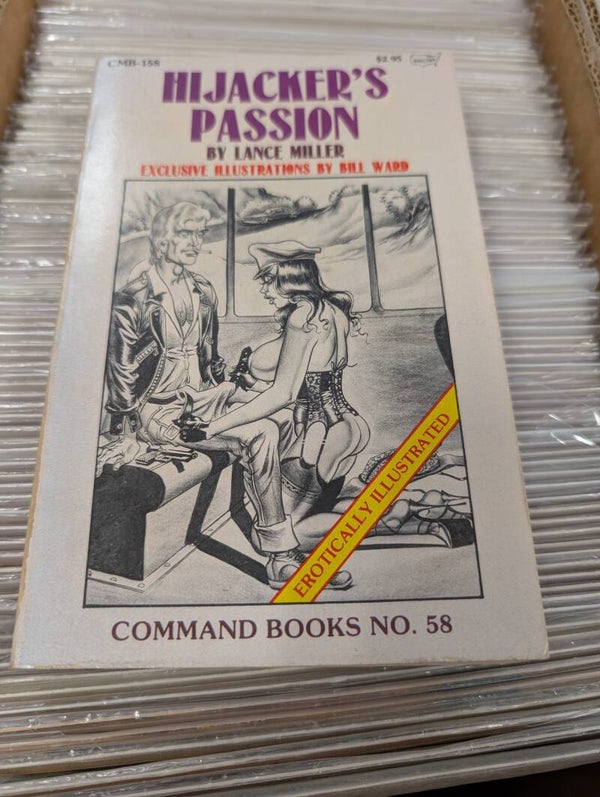 CMB-158 $2.95
HIJACKER'S
PASSION
BY LANCE MILLER
EXCLUSIVE ILLUSTRATIONS BY BILL WARD
EROTICALLY ILLUSTRATED
COMMAND BOOKS NO. 58